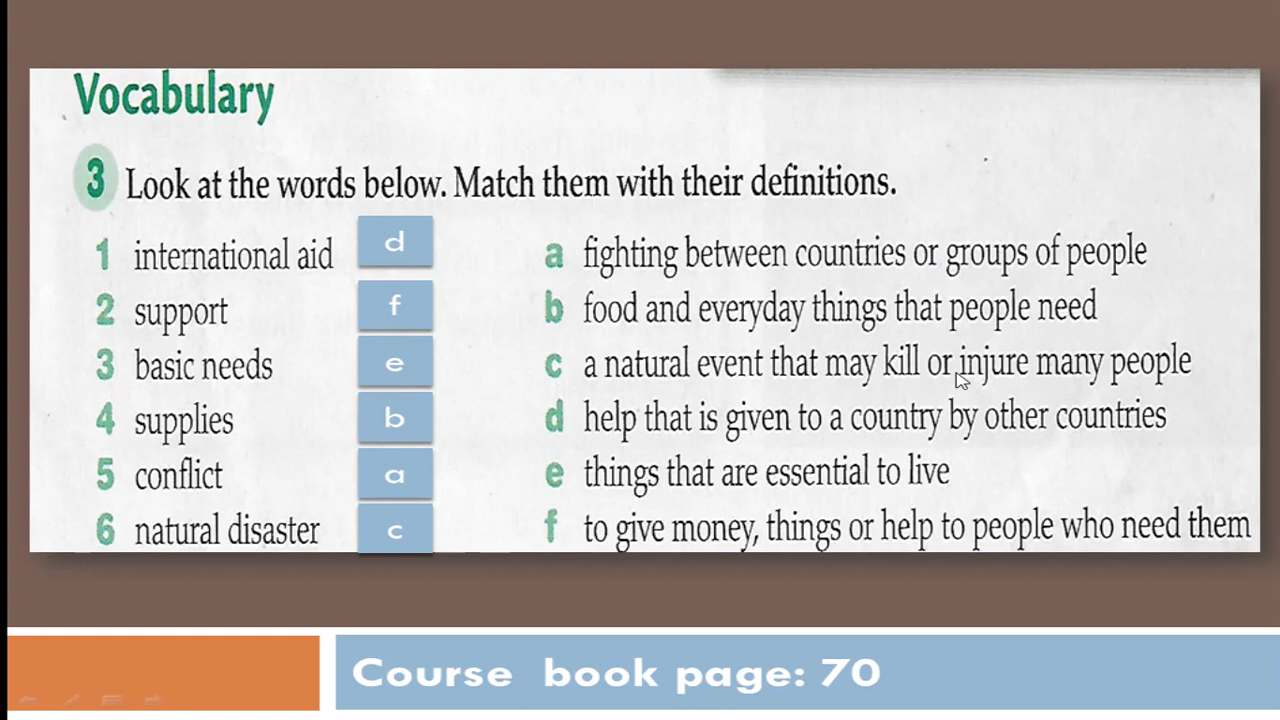 Vocabulary
3 Look at the words below. Match them with their definitions.
1 international aid d a fighting between countries or groups of people
2 support f b food and everyday things that people need
3 basic needs e c a natural event that may kill or injure many people
4 supplies b d help that is given to a country by other countries
5 conflict a e things that are essential to live
6 natural disaster c f to give money, things or help to people who need them
Course book page: 70